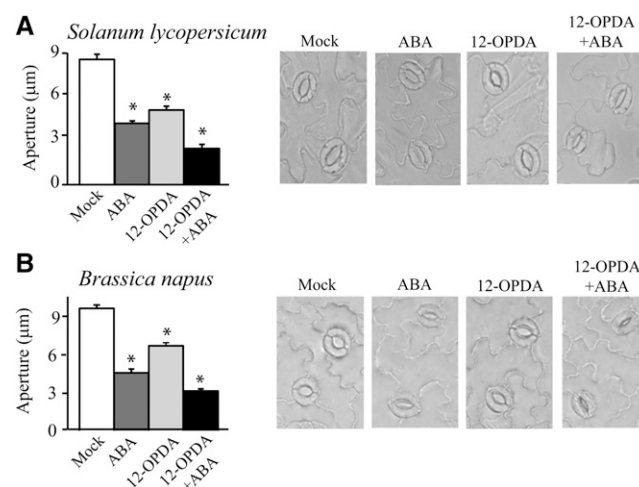 A
Solanum lycopersicum
Aperture (μm)
9
6
3
0
Mock
ABA
12-OPDA
12-OPDA
+ABA
*
*
*
Mock
ABA
12-OPDA
12-OPDA
+ABA
B
Brassica napus
Aperture (μm)
9
6
3
0
Mock
ABA
12-OPDA
12-OPDA
+ABA
*
*
*
Mock
ABA
12-OPDA
12-OPDA
+ABA